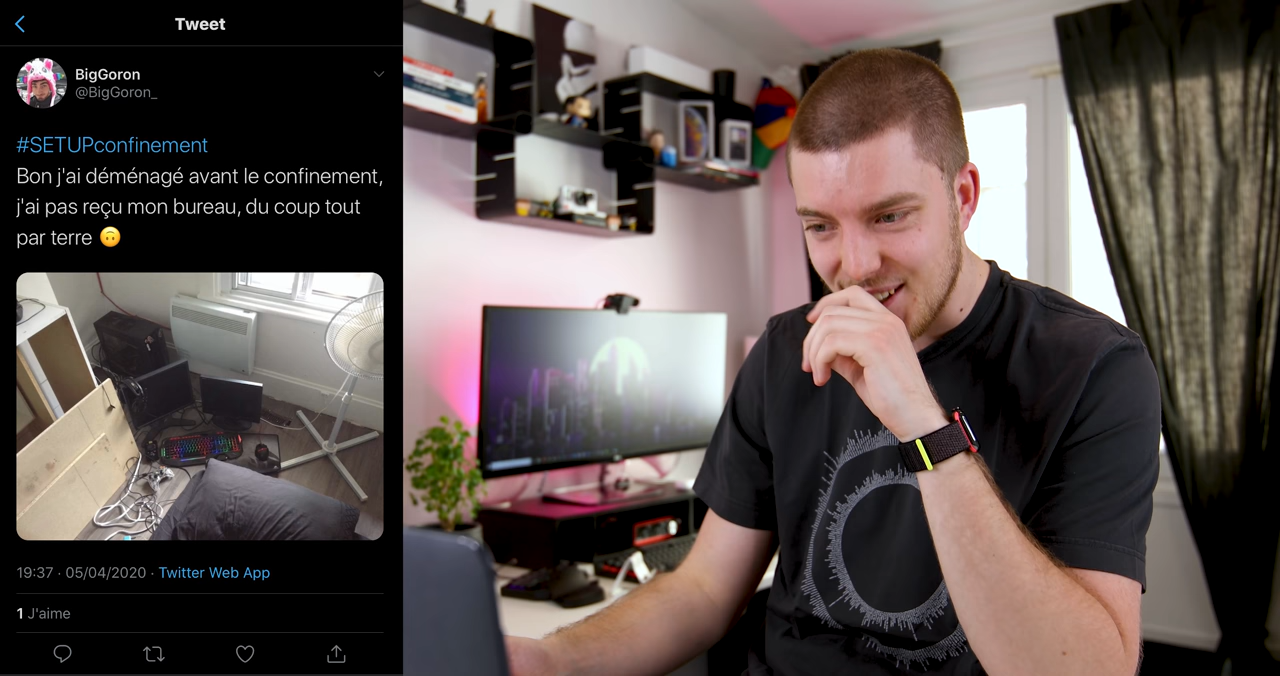 Tweet
BigGoron
@BigGoron_
#SETUPconfinement
Bon j'ai déménagé avant le confinement,
j'ai pas reçu mon bureau, du coup tout
par terre 🙃
19:37 · 05/04/2020 · Twitter Web App
1 J'aime